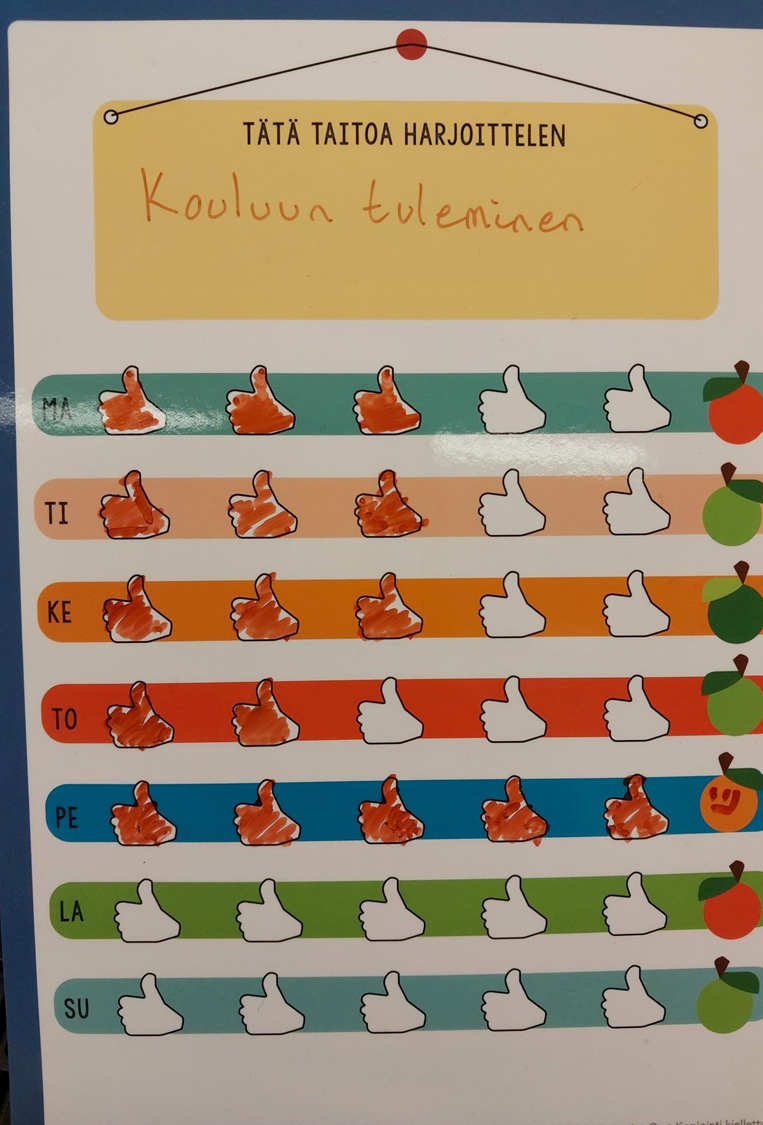 TÄTÄ TAITOA HARJOITTELEN
Kouluun tuleminen
MA
TI
KE
TO
PE
LA
SU